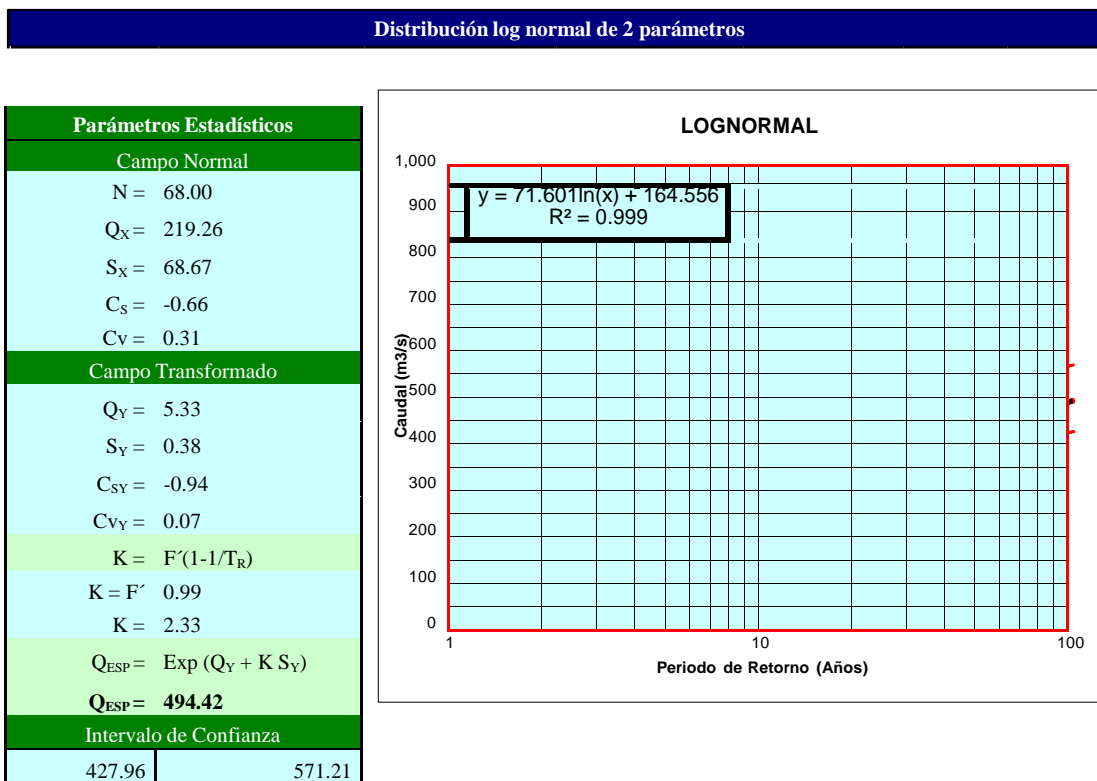 Distribución log normal de 2 parámetros
Parámetros Estadísticos
Campo Normal
N = 68.00
QX = 219.26
SX = 68.67
CS = -0.66
Cv = 0.31
Campo Transformado
QY = 5.33
SY = 0.38
CSY = -0.94
CvY = 0.07
K = F´(1-1/TR)
K = F´ 0.99
K = 2.33
QESP = Exp (QY + K SY)
QESP = 494.42
Intervalo de Confianza
427.96 571.21
LOGNORMAL
y = 71.601ln(x) + 164.556
R² = 0.999
Caudal (m3/s)
1,000
900
800
700
600
500
400
300
200
100
0
1 10 100
Periodo de Retorno (Años)